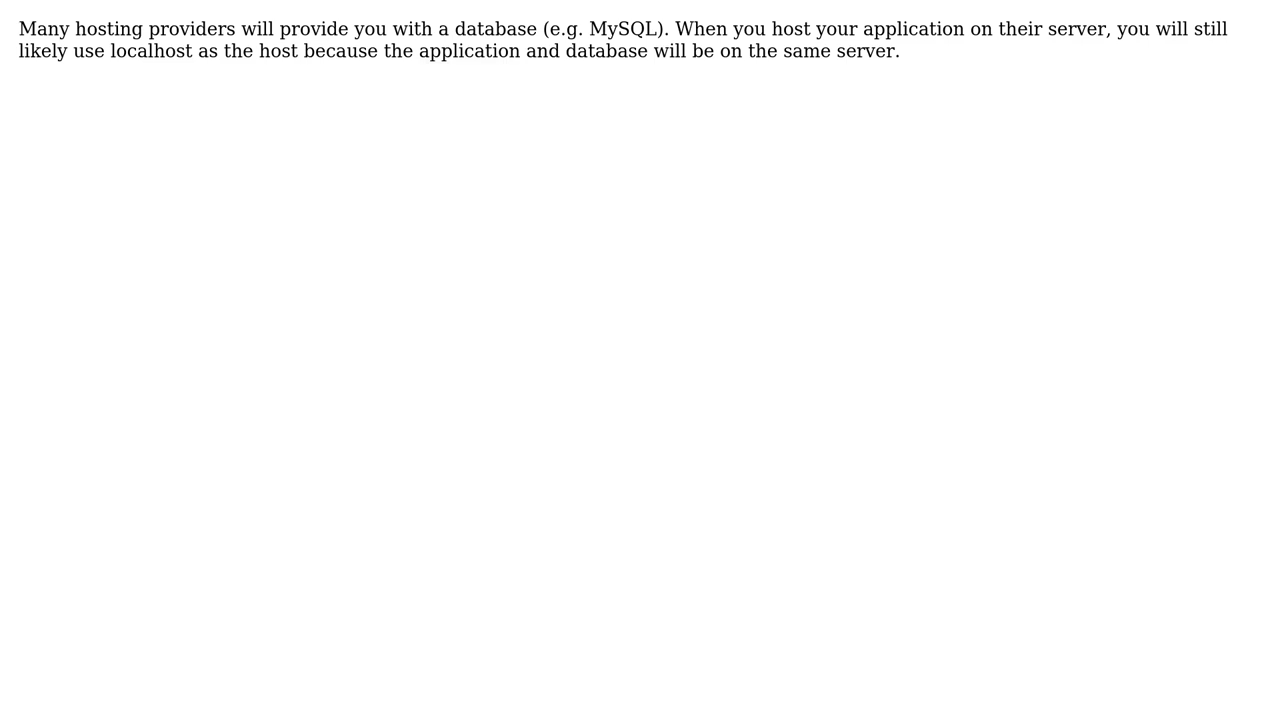 Many hosting providers will provide you with a database (e.g. MySQL). When you host your application on their server, you will still
likely use localhost as the host because the application and database will be on the same server.